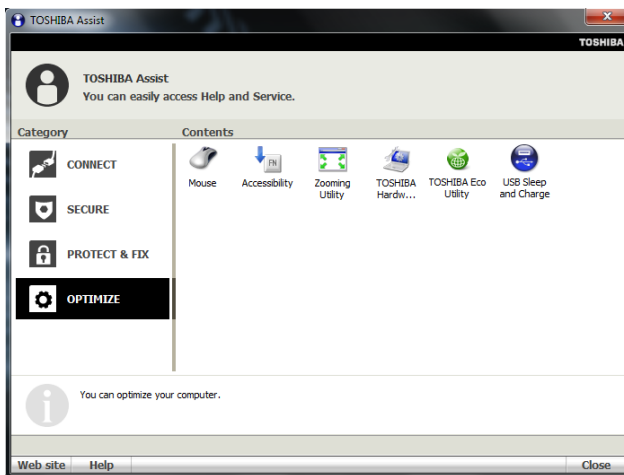 TOSHIBA Assist
TOSHIBA
TOSHIBA Assist
You can easily access Help and Service.
Category
Contents
CONNECT
SECURE
PROTECT & FIX
OPTIMIZE
Mouse
Accessibility
FN
Zooming
Utility
TOSHIBA
Hardw...
TOSHIBA Eco
Utility
USB Sleep
and Charge
You can optimize your computer.
Web site
Help
Close